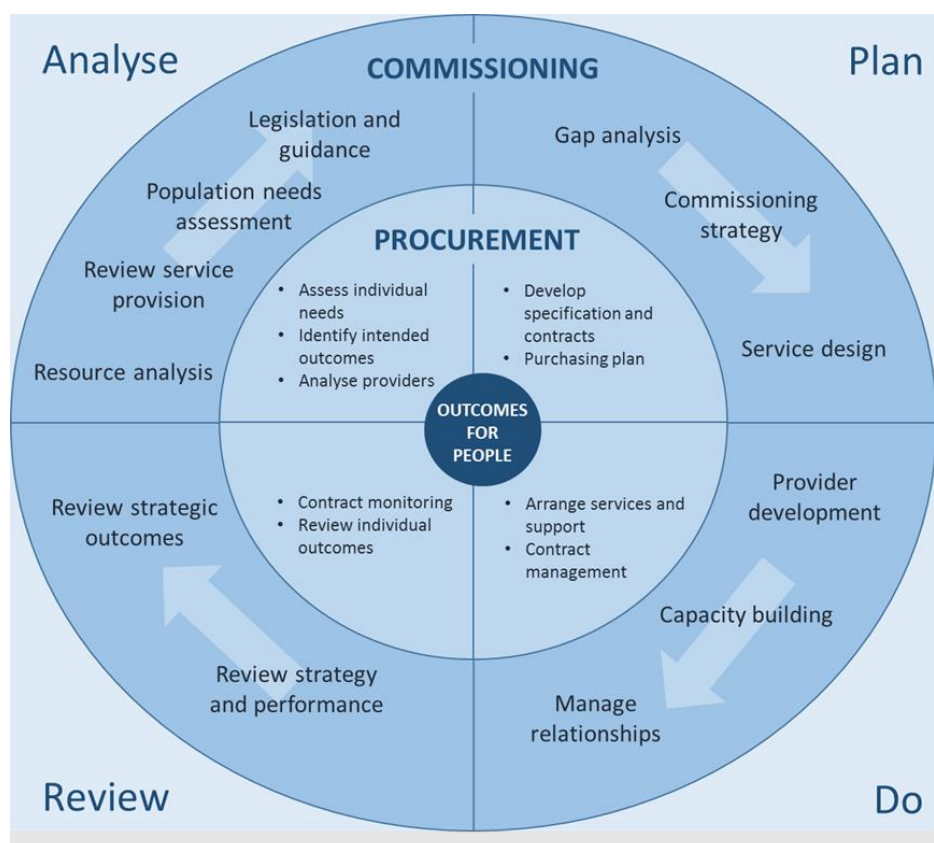 Analyse
Plan
COMMISSIONING
Legislation and
guidance
Population needs
assessment
Review service
provision
Resource analysis
Gap analysis
Commissioning
strategy
Service design
PROCUREMENT
• Assess individual
needs
• Identify intended
outcomes
• Analyse providers
• Develop
specification and
contracts
• Purchasing plan
OUTCOMES
FOR
PEOPLE
• Contract monitoring
• Review individual
outcomes
• Arrange services and
support
• Contract
management
Review strategic
outcomes
Review strategy
and performance
Provider
development
Capacity building
Manage
relationships
Review
Do